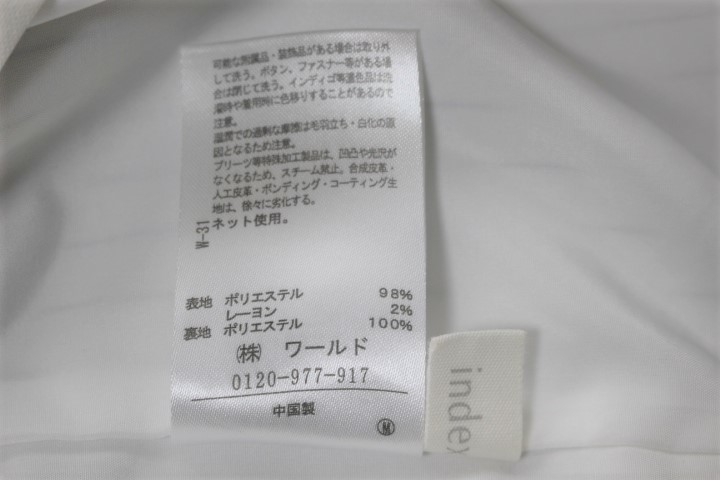 可能な附属品・装飾品がある場合は取り外
して洗う。ボタン、ファスナー等がある場
合は閉じて洗う。インディゴ等濃色品は洗
濯時や着用時に色移りすることがあるので
注意。
湿潤での過剰な摩擦は毛羽立ち・白化の原
因となるため注意。
プリーツ等特殊加工製品は、凹凸や光沢が
なくなるため、スチーム禁止。合成皮革・
人工皮革・ボンディング・コーティング生
地は、徐々に劣化する。
ネット使用。
W-31
表地 ポリエステル 98%
レーヨン 2%
裏地 ポリエステル 100%
㈱ ワールド
0120-977-917
中国製
Ⓜ
index